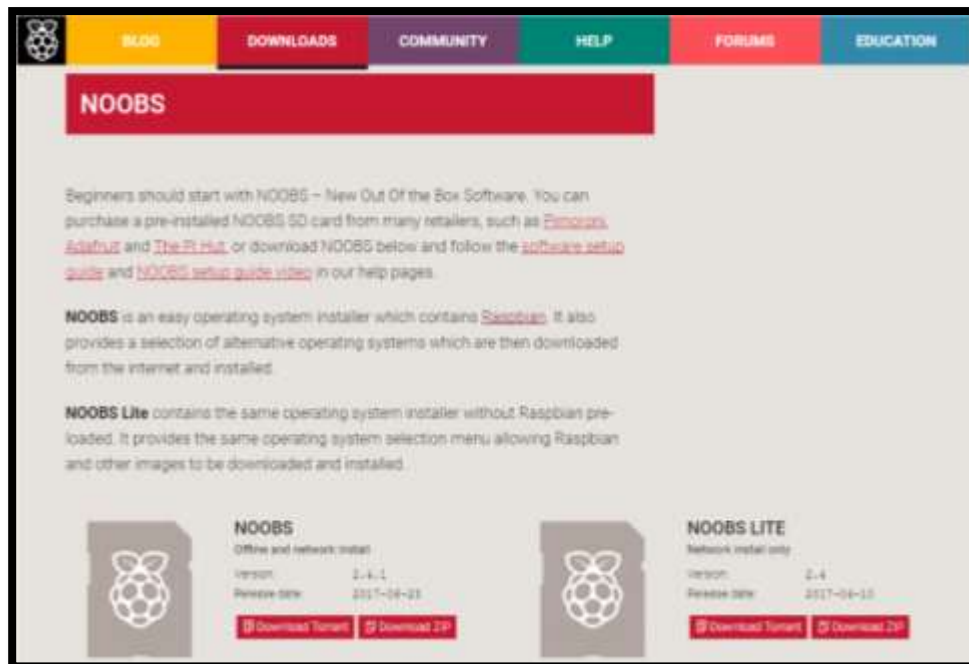 BLOG DOWNLOADS COMMUNITY HELP FORUMS EDUCATION
NOOBS
Beginners should start with NOOBS – New Out Of the Box Software. You can
purchase a pre-installed NOOBS SD card from many retailers, such as Pimoroni,
Adafruit and The Pi Hut, or download NOOBS below and follow the software setup
guide and NOOBS setup guide video in our help pages.
NOOBS is an easy operating system installer which contains Raspbian. It also
provides a selection of alternative operating systems which are then downloaded
from the internet and installed.
NOOBS Lite contains the same operating system installer without Raspbian pre-
loaded. It provides the same operating system selection menu allowing Raspbian
and other images to be downloaded and installed.
NOOBS
Offline and network install
Version: 2.4.1
Release date:
Download Torrent Download ZIP
NOOBS LITE
Network install only
Version: 2.4
Release date:
Download Torrent Download ZIP